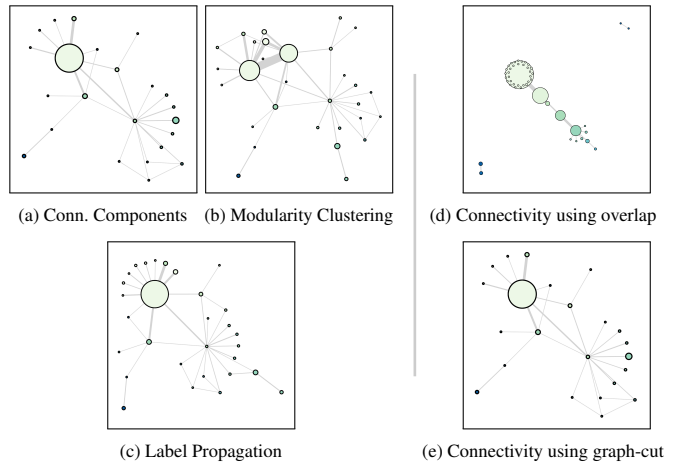 (a) Conn. Components
(b) Modularity Clustering
(d) Connectivity using overlap
(c) Label Propagation
(e) Connectivity using graph-cut